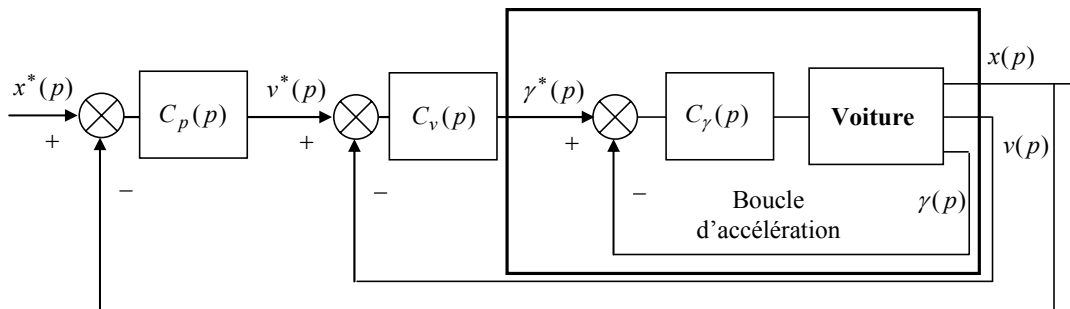 x*(p)
+
−
C_p(p)
v*(p)
+
−
C_v(p)
γ*(p)
+
−
C_γ(p)
Voiture
x(p)
v(p)
γ(p)
Boucle
d'accélération